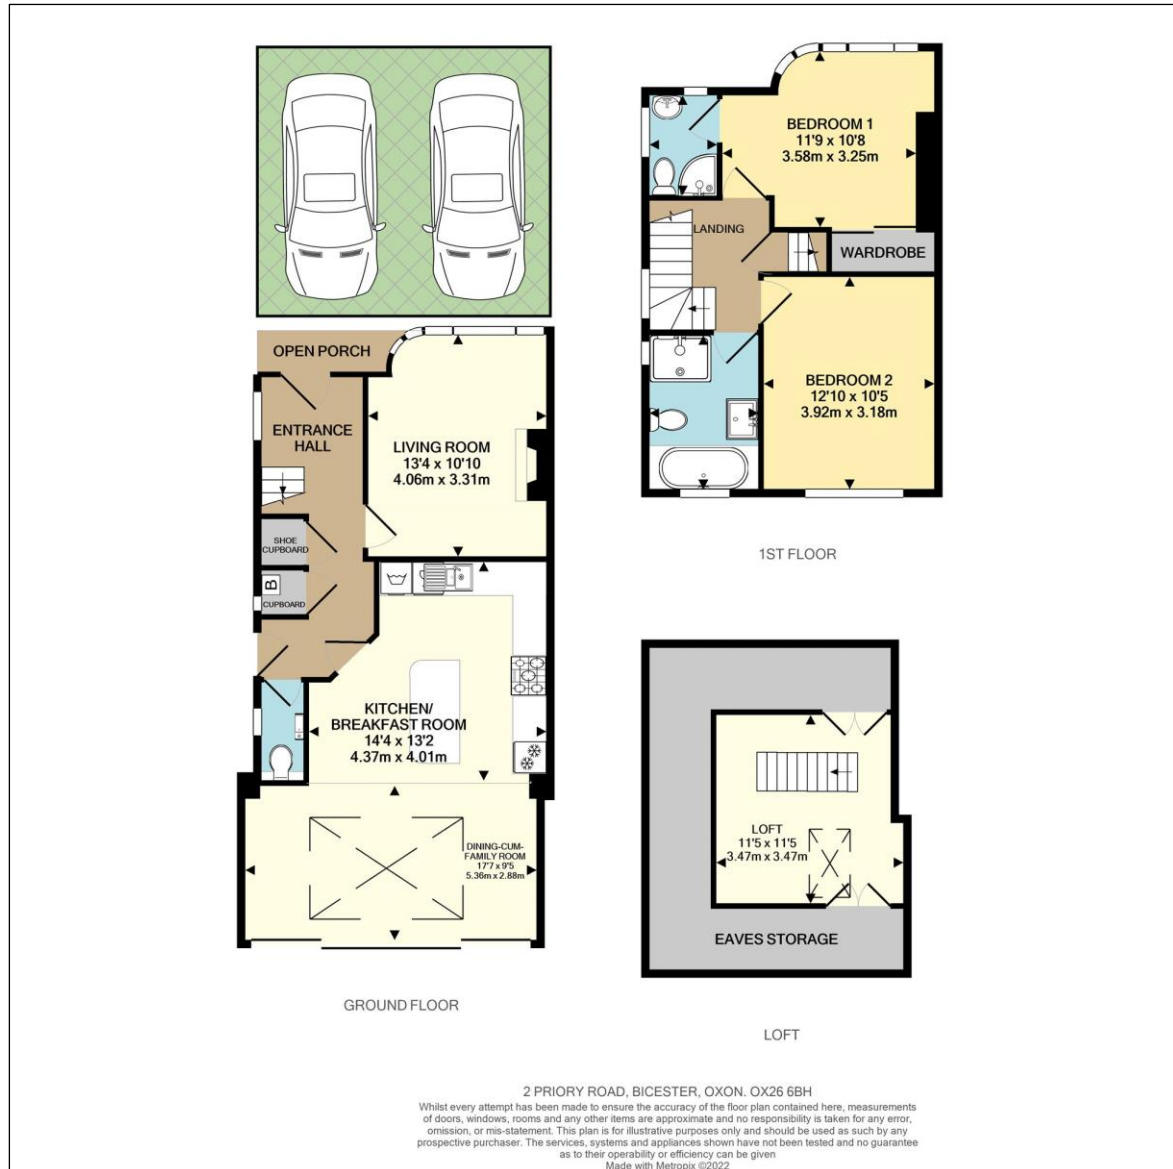 OPEN PORCH
ENTRANCE
HALL
LIVING ROOM
13'4 x 10'10
4.06m x 3.31m
SHOE
CUPBOARD
B
CUPBOARD
KITCHEN/
BREAKFAST ROOM
14'4 x 13'2
4.37m x 4.01m
DINING-CUM-
FAMILY ROOM
17'7 x 9'5
5.36m x 2.88m
GROUND FLOOR
BEDROOM 1
11'9 x 10'8
3.58m x 3.25m
LANDING
WARDROBE
BEDROOM 2
12'10 x 10'5
3.92m x 3.18m
1ST FLOOR
LOFT
11'5 x 11'5
3.47m x 3.47m
EAVES STORAGE
LOFT
2 PRIORY ROAD, BICESTER, OXON. OX26 6BH
Whilst every attempt has been made to ensure the accuracy of the floor plan contained here, measurements
of doors, windows, rooms and any other items are approximate and no responsibility is taken for any error,
omission, or mis-statement. This plan is for illustrative purposes only and should be used as such by any
prospective purchaser. The services, systems and appliances shown have not been tested and no guarantee
as to their operability or efficiency can be given
Made with Metropix ©2022